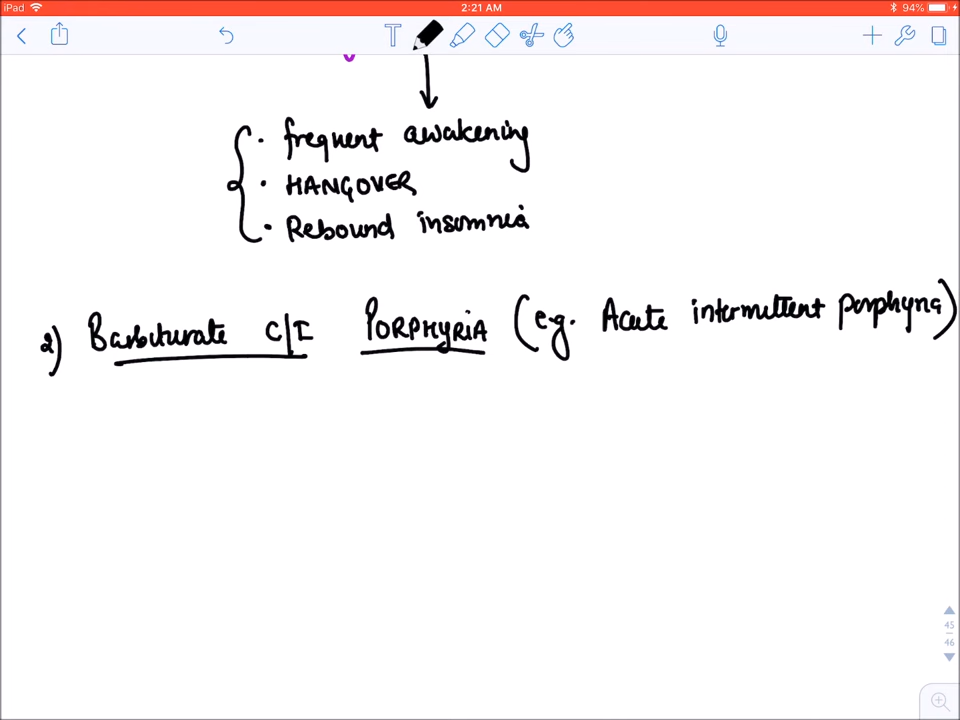 iPad 2:21 AM 94%
T
· frequent awakening
· HANGOVER
· Rebound insomnia
2) Barbiturate C/I PORPHYRIA (e.g. Acute intermittent porphyria)
45
46